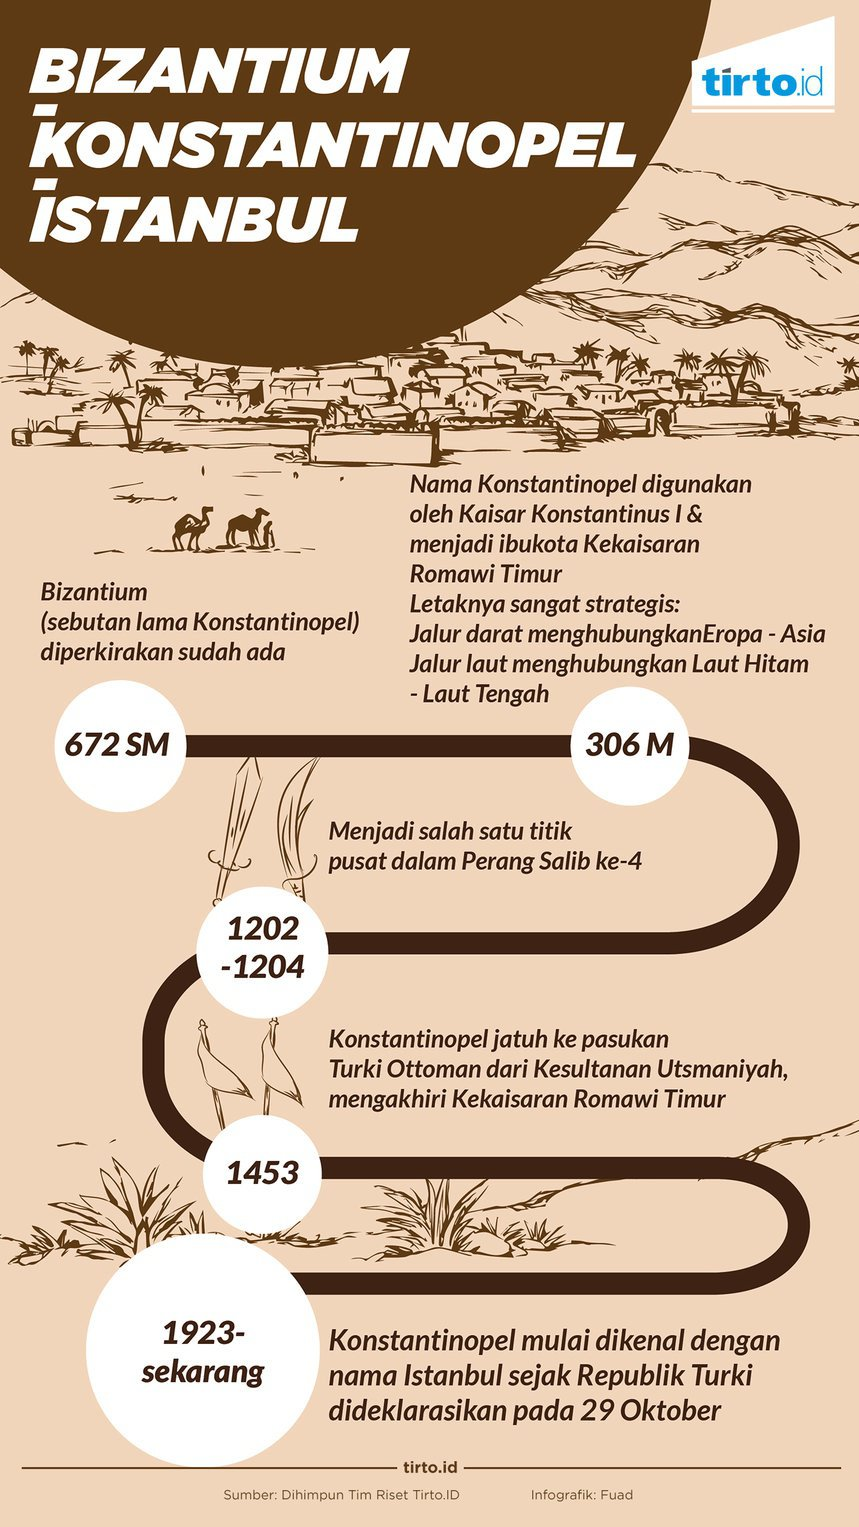 BIZANTIUM
-
KONSTANTINOPEL
-
ISTANBUL
tirto.id
Nama Konstantinopel digunakan
oleh Kaisar Konstantinus I &
menjadi ibukota Kekaisaran
Romawi Timur
Letaknya sangat strategis:
Jalur darat menghubungkanEropa - Asia
Jalur laut menghubungkan Laut Hitam
- Laut Tengah
Bizantium
(sebutan lama Konstantinopel)
diperkirakan sudah ada
672 SM
306 M
Menjadi salah satu titik
pusat dalam Perang Salib ke-4
1202
-1204
Konstantinopel jatuh ke pasukan
Turki Ottoman dari Kesultanan Utsmaniyah,
mengakhiri Kekaisaran Romawi Timur
1453
1923-
sekarang
Konstantinopel mulai dikenal dengan
nama Istanbul sejak Republik Turki
dideklarasikan pada 29 Oktober
tirto.id
Sumber: Dihimpun Tim Riset Tirto.ID
Infografik: Fuad